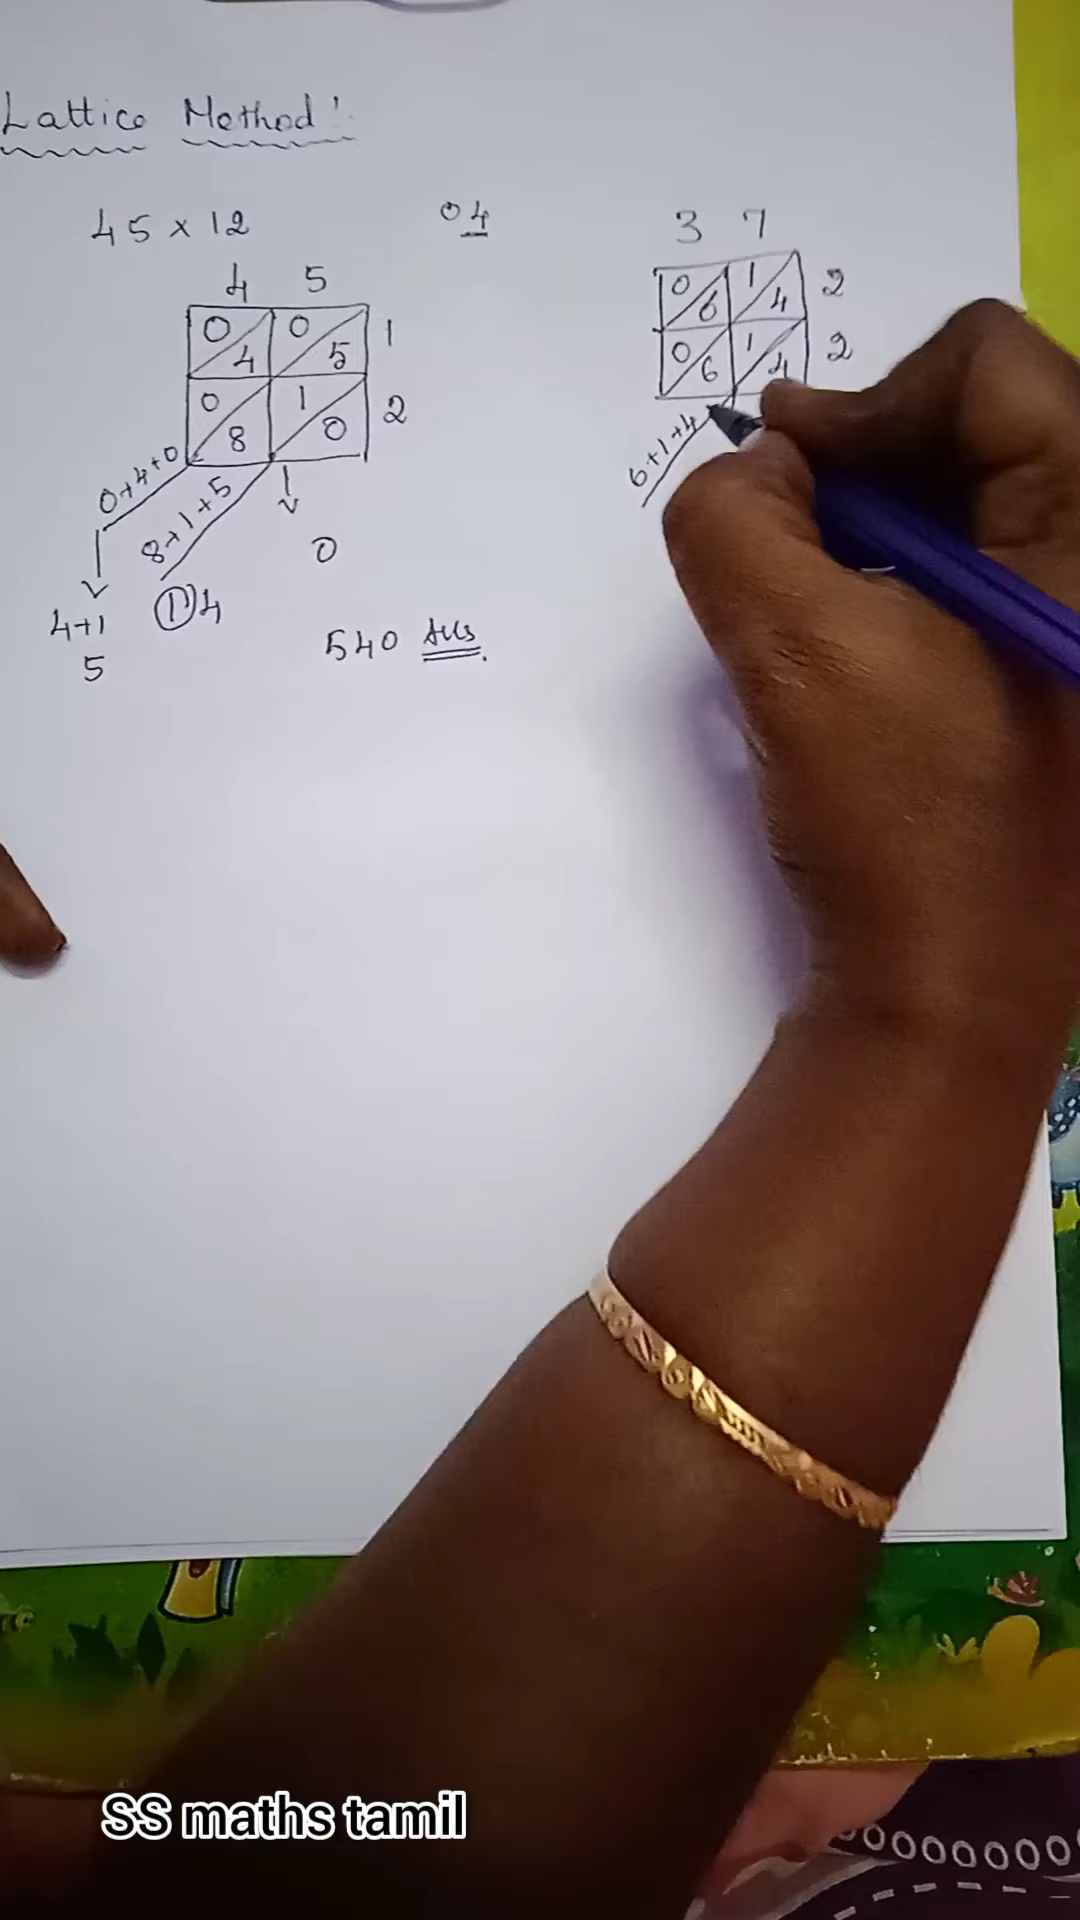 Lattice Method:
45 x 12
04
4 5
0 4 0 5 1
0 8 1 0 2
0+4+0
8+1+5
0
4+1
5
14
540 Ans.
3 7
0 6 1 4 2
0 6 1 4 2
6+1+4
SS maths tamil